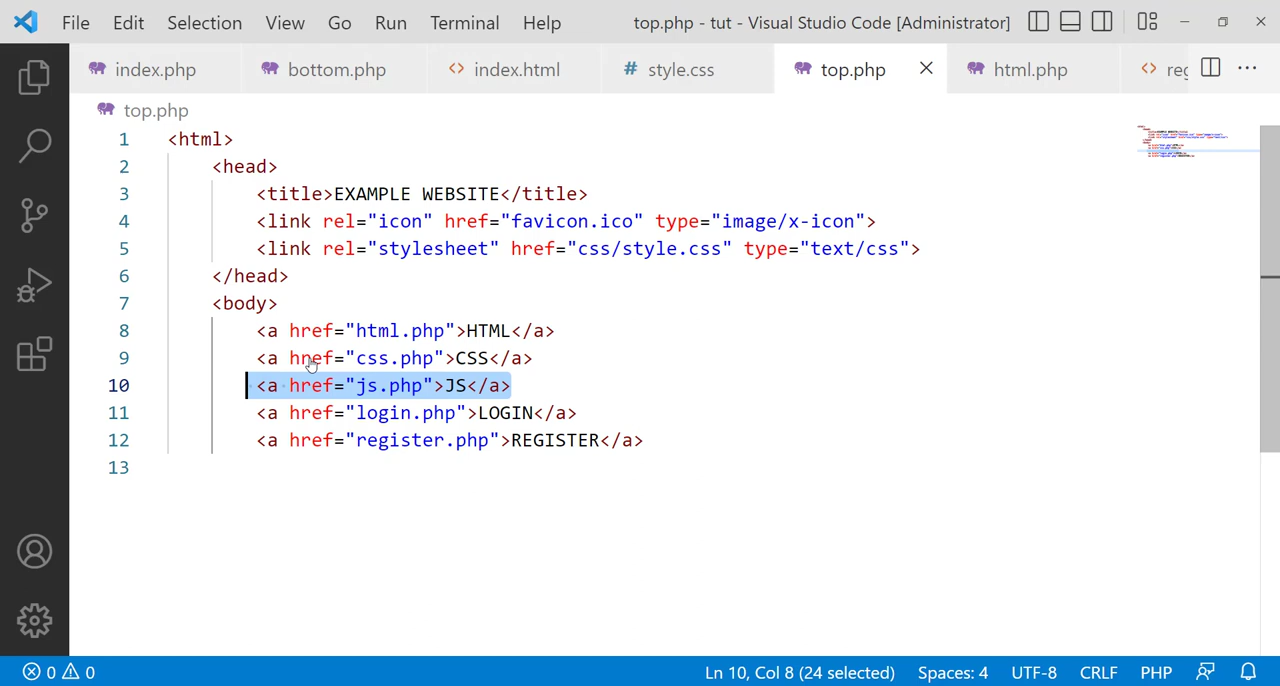 File Edit Selection View Go Run Terminal Help top.php - tut - Visual Studio Code [Administrator]
index.php bottom.php index.html # style.css top.php html.php
top.php
1 <html>
2 <head>
3 <title>EXAMPLE WEBSITE</title>
4 <link rel="icon" href="favicon.ico" type="image/x-icon">
5 <link rel="stylesheet" href="css/style.css" type="text/css">
6 </head>
7 <body>
8 <a href="html.php">HTML</a>
9 <a href="css.php">CSS</a>
10 <a href="js.php">JS</a>
11 <a href="login.php">LOGIN</a>
12 <a href="register.php">REGISTER</a>
13
0 0 Ln 10, Col 8 (24 selected) Spaces: 4 UTF-8 CRLF PHP